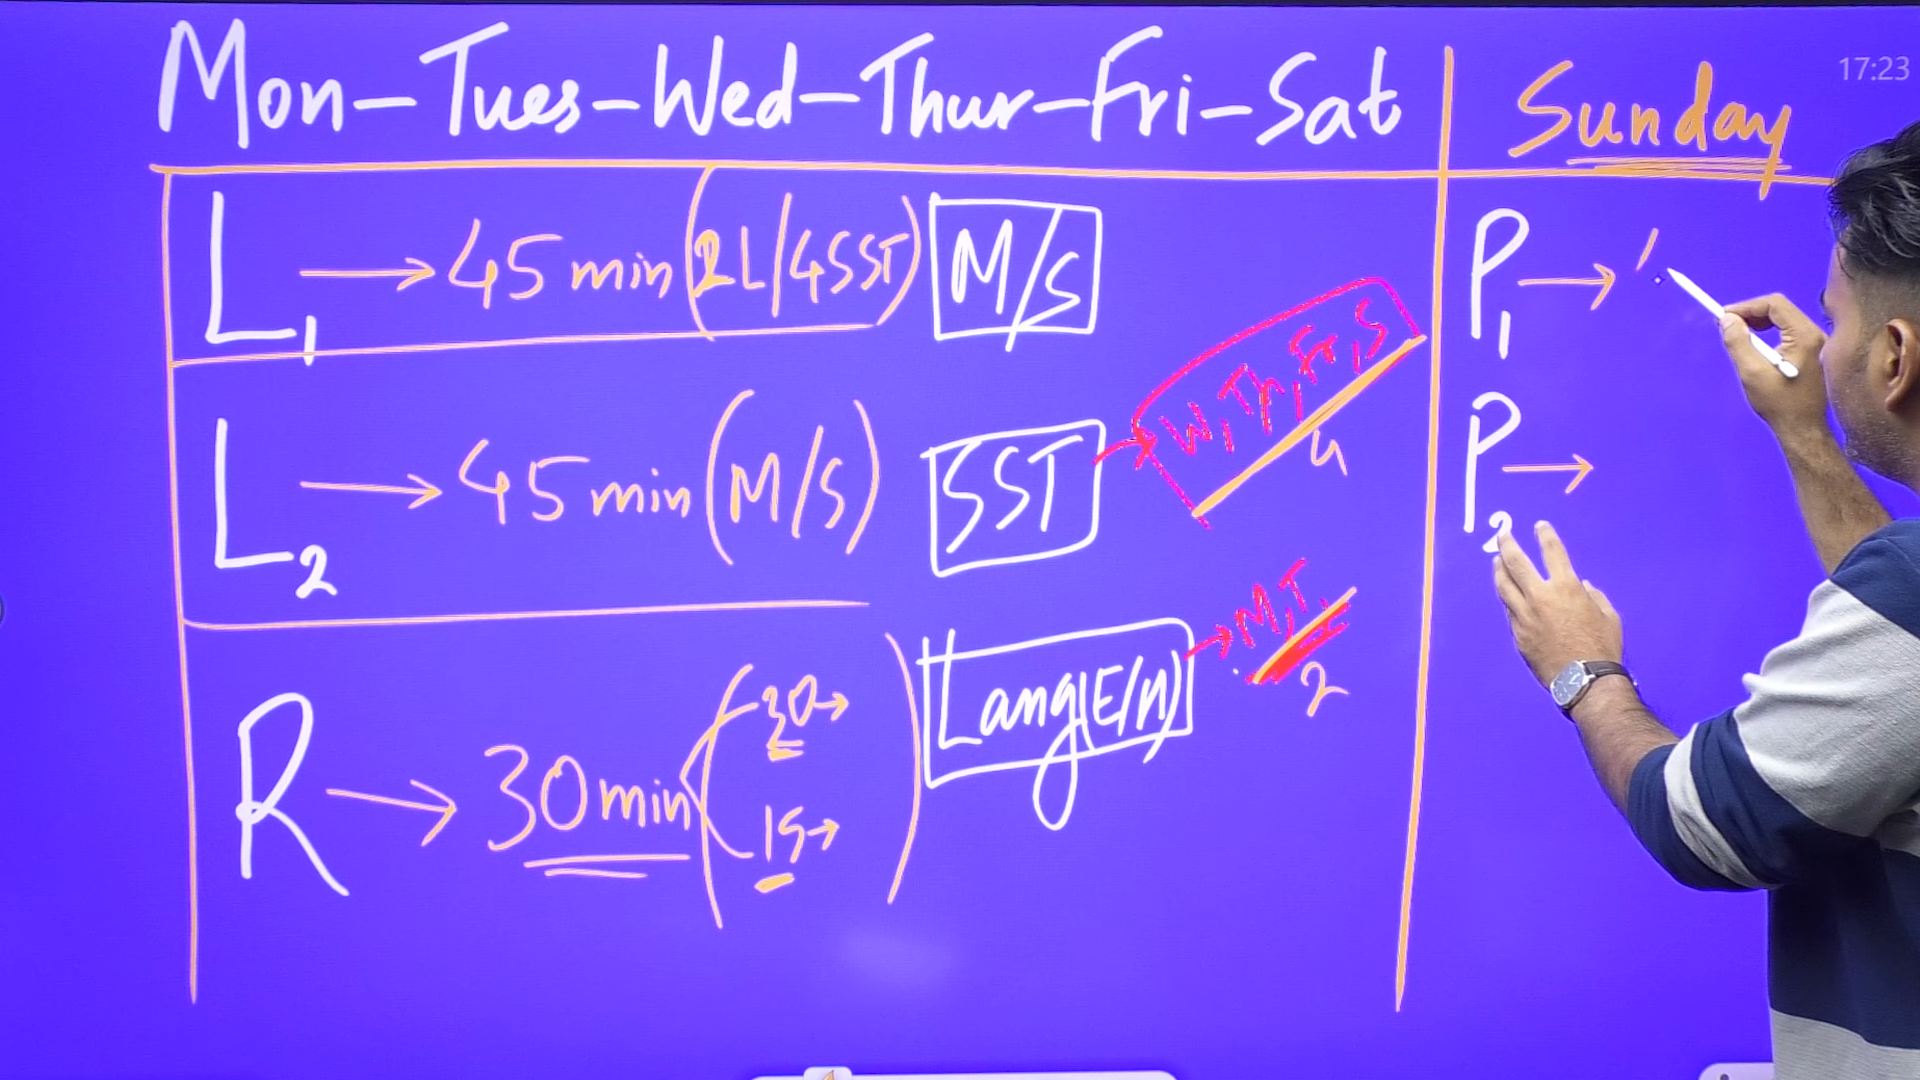 Mon-Tues-Wed-Thur-Fri-Sat
Sunday
17:23
L1 → 45 min (2L/4SST) M/S
P1 →
W, Th, Fr, S
4
L2 → 45 min (M/S) SST
P2 →
M, T,
2
R → 30 min (30 →
15 →)
Lang(E/n)